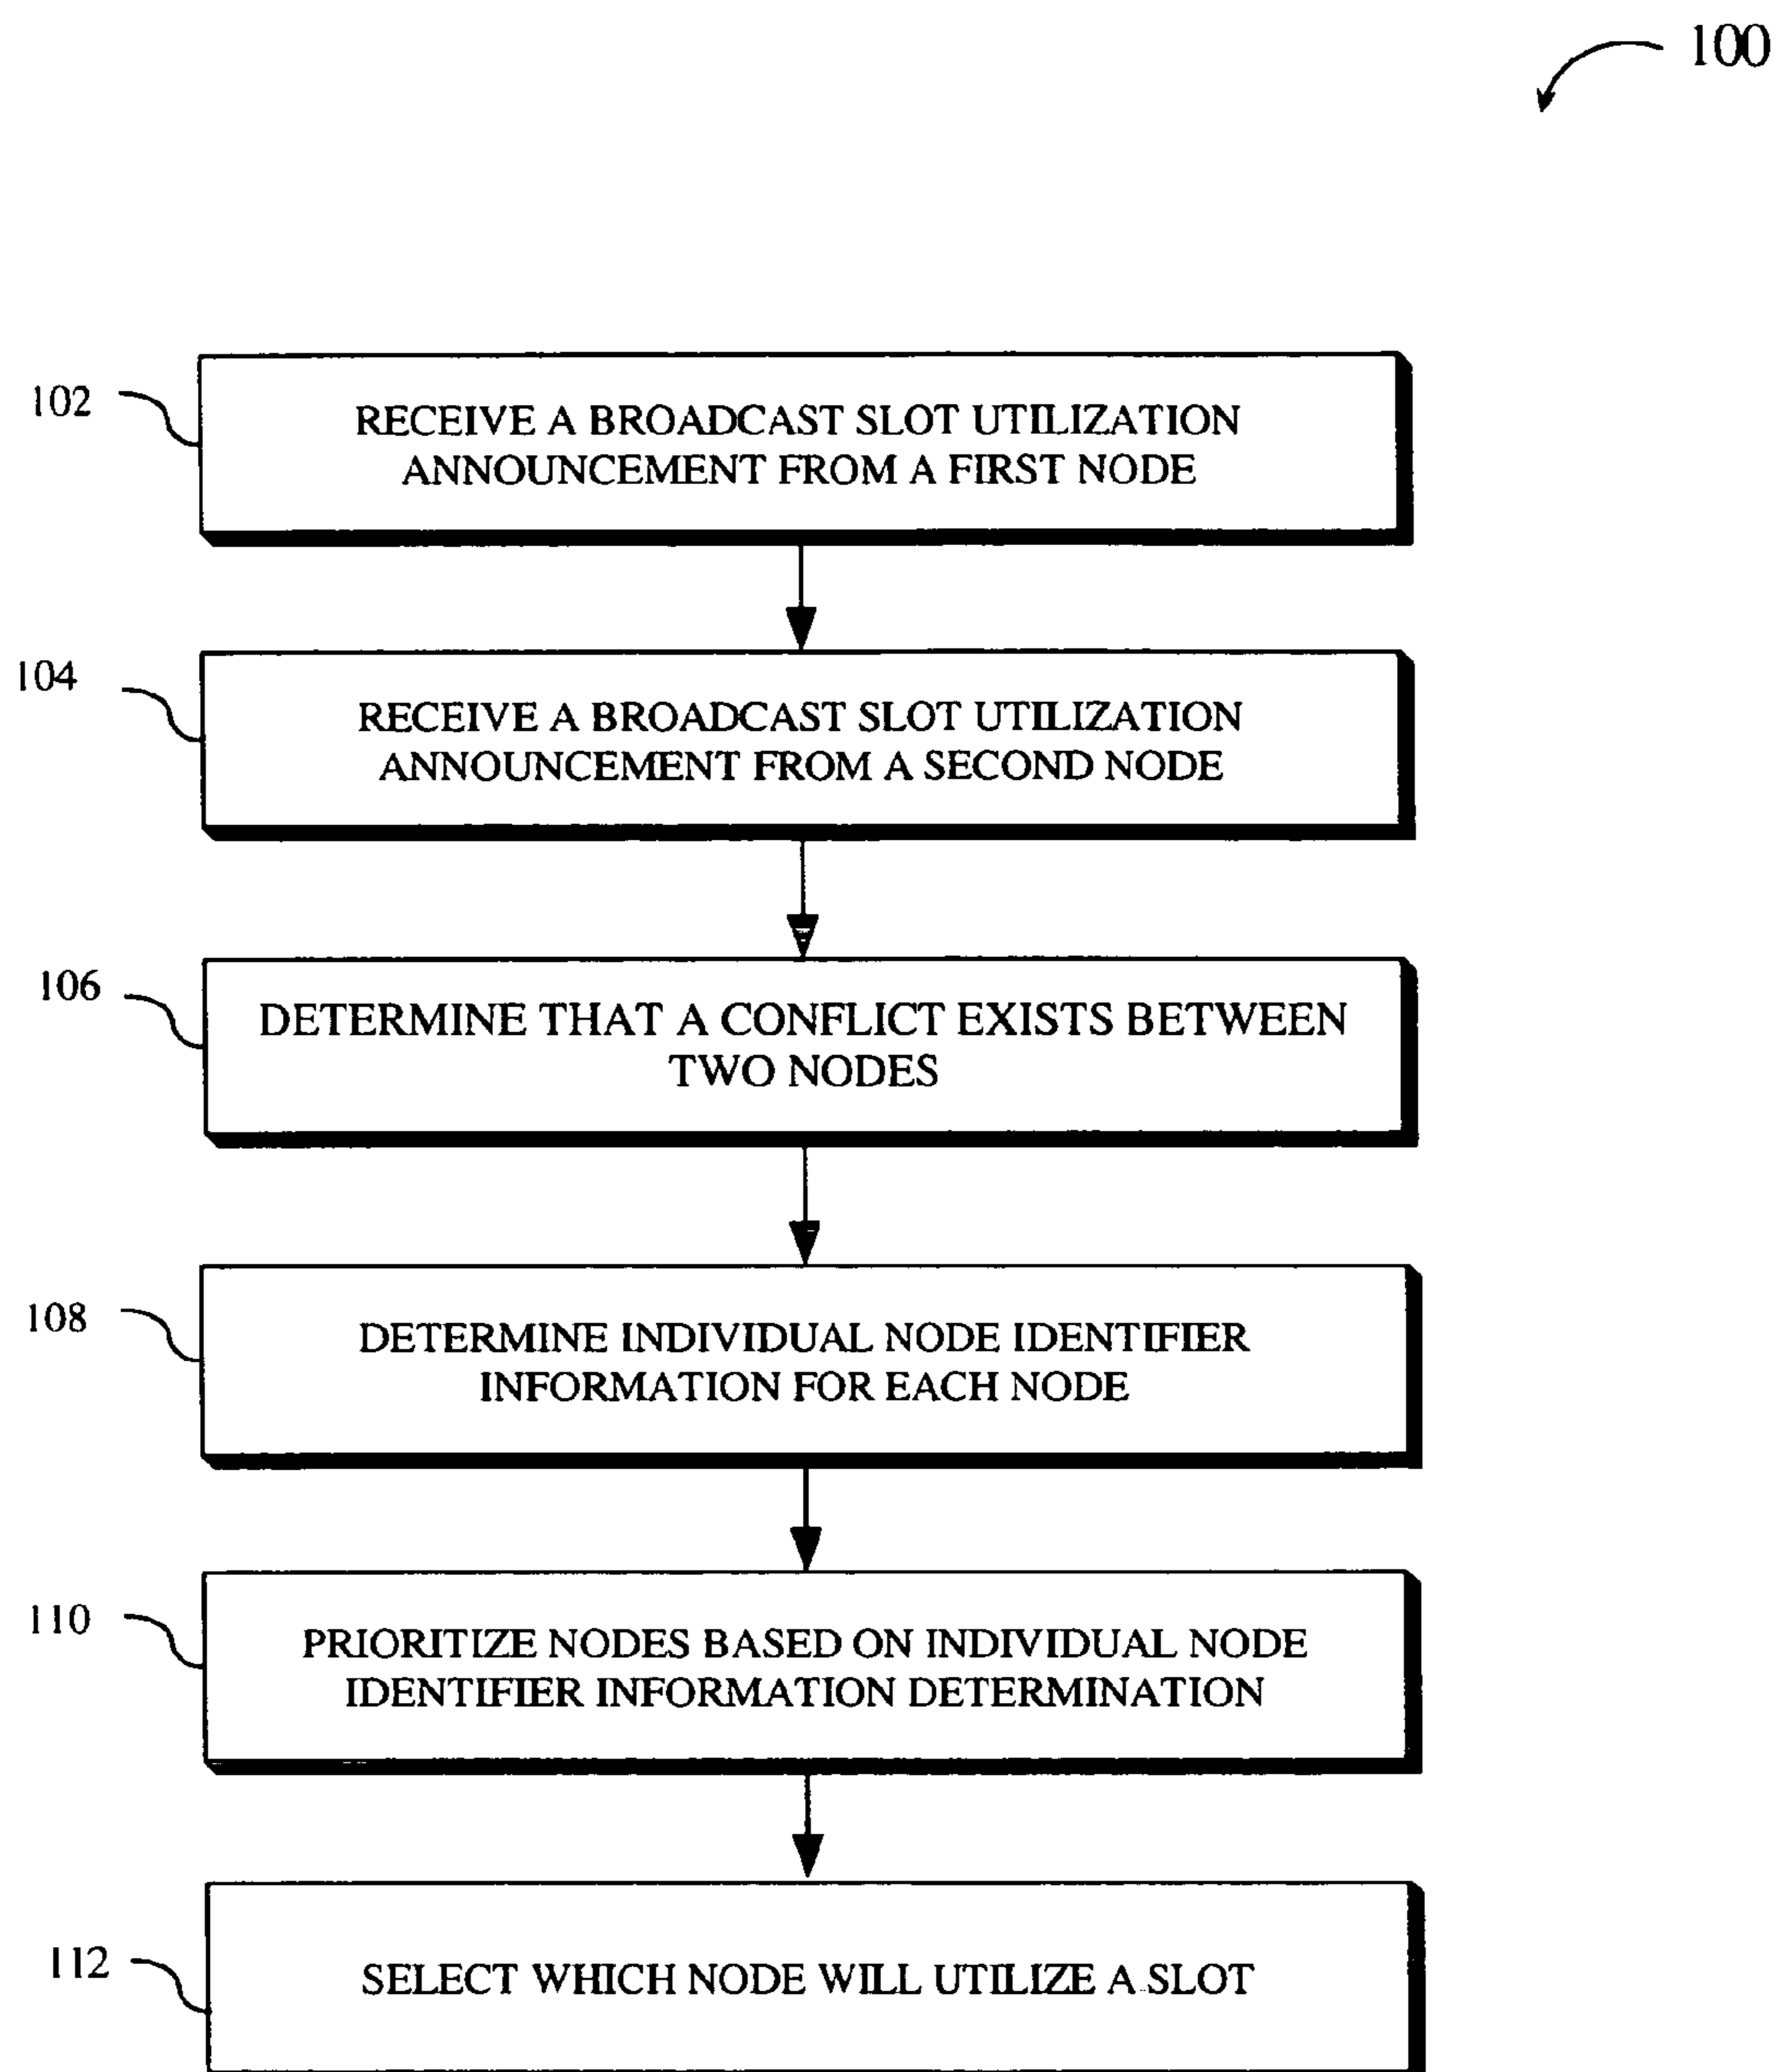 100
102
RECEIVE A BROADCAST SLOT UTILIZATION
ANNOUNCEMENT FROM A FIRST NODE
104
RECEIVE A BROADCAST SLOT UTILIZATION
ANNOUNCEMENT FROM A SECOND NODE
106
DETERMINE THAT A CONFLICT EXISTS BETWEEN
TWO NODES
108
DETERMINE INDIVIDUAL NODE IDENTIFIER
INFORMATION FOR EACH NODE
110
PRIORITIZE NODES BASED ON INDIVIDUAL NODE
IDENTIFIER INFORMATION DETERMINATION
112
SELECT WHICH NODE WILL UTILIZE A SLOT